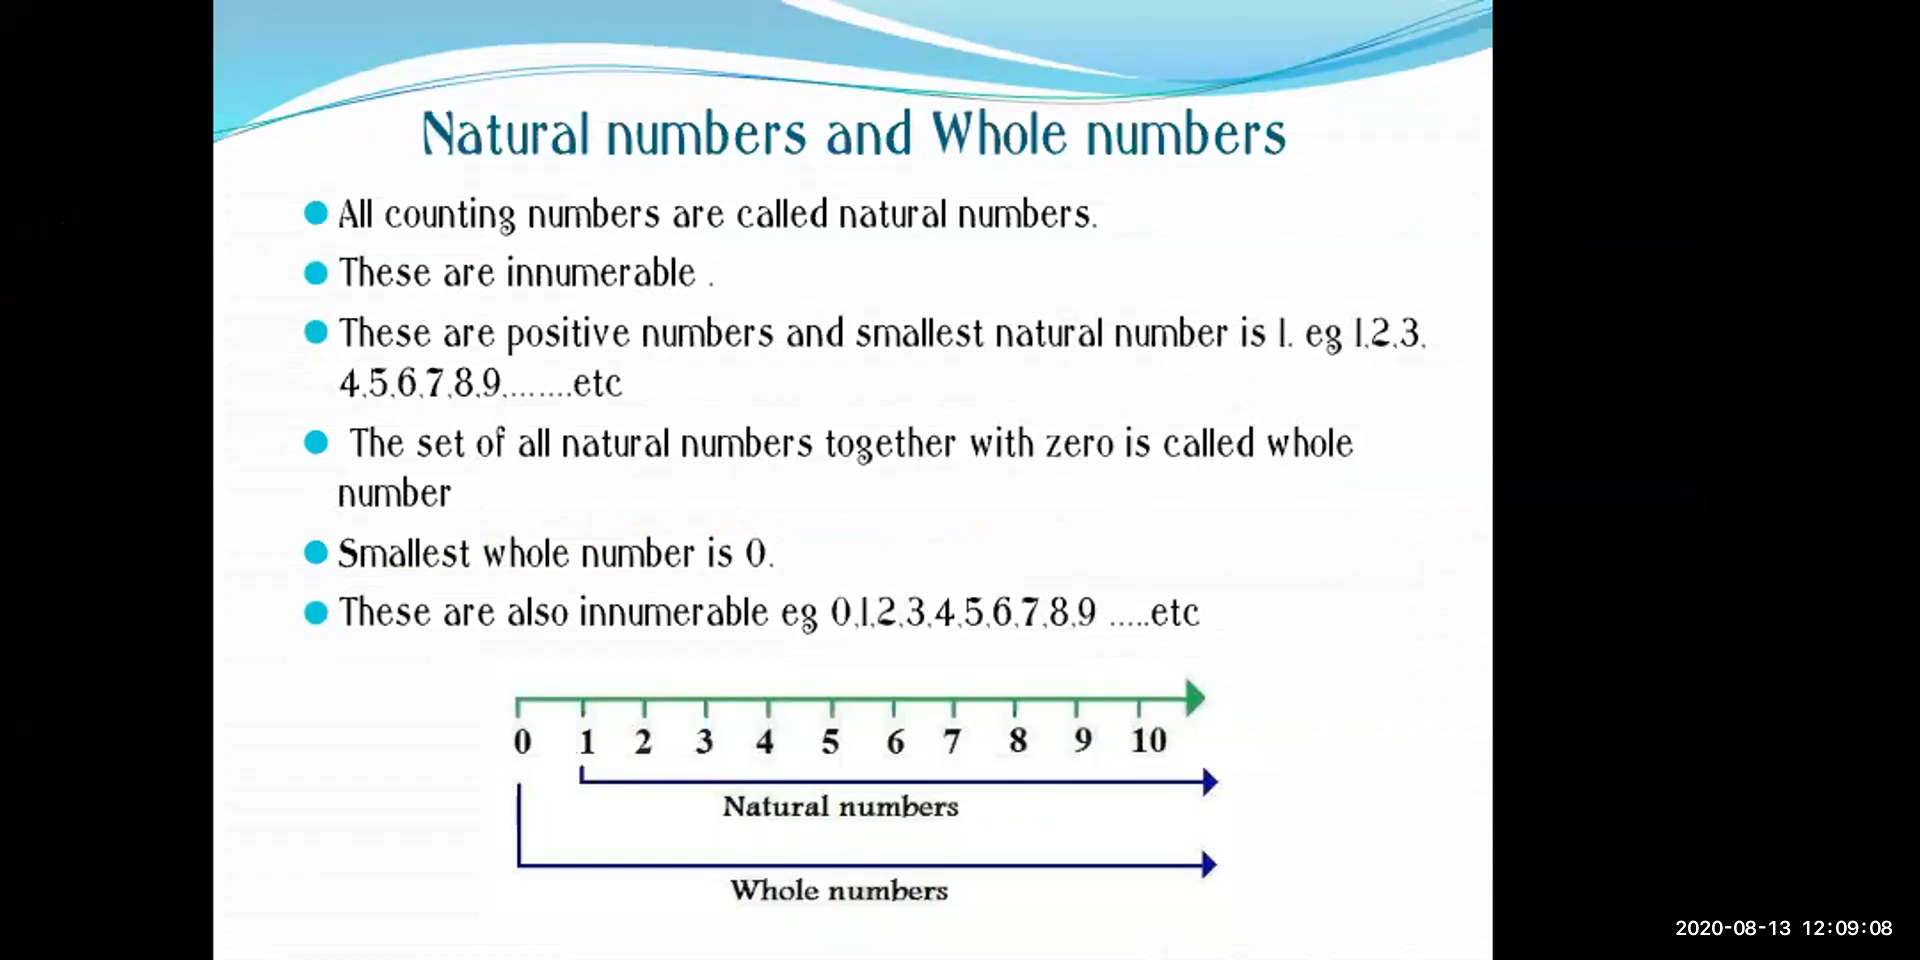 Natural numbers and Whole numbers
All counting numbers are called natural numbers.
These are innumerable .
These are positive numbers and smallest natural number is 1. eg 1,2,3,
4,5,6,7,8,9,.......etc
The set of all natural numbers together with zero is called whole
number
Smallest whole number is 0.
These are also innumerable eg 0,1,2,3,4,5,6,7,8,9 .....etc
0 1 2 3 4 5 6 7 8 9 10
Natural numbers
Whole numbers
2020-08-13 12:09:08